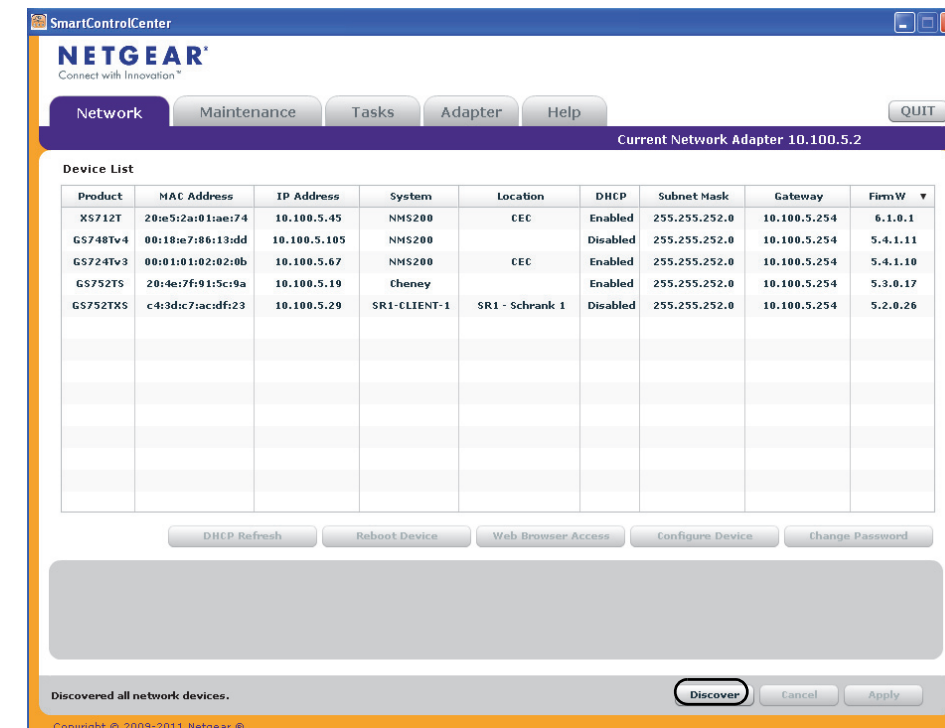 SmartControlCenter
NETGEAR®
Connect with Innovation™
Network Maintenance Tasks Adapter Help QUIT
Current Network Adapter 10.100.5.2
Device List
Product MAC Address IP Address System Location DHCP Subnet Mask Gateway FirmW ▼
XS712T 20:e5:2a:01:ae:74 10.100.5.45 NMS200 CEC Enabled 255.255.252.0 10.100.5.254 6.1.0.1
GS748Tv4 00:18:e7:86:13:dd 10.100.5.105 NMS200 Disabled 255.255.252.0 10.100.5.254 5.4.1.11
GS724Tv3 00:01:01:02:02:0b 10.100.5.67 NMS200 CEC Enabled 255.255.252.0 10.100.5.254 5.4.1.10
GS752TS 20:4e:7f:91:5c:9a 10.100.5.19 Cheney Enabled 255.255.252.0 10.100.5.254 5.3.0.17
GS752TXS c4:3d:c7:ac:df:23 10.100.5.29 SR1-CLIENT-1 SR1 - Schrank 1 Disabled 255.255.252.0 10.100.5.254 5.2.0.26
DHCP Refresh Reboot Device Web Browser Access Configure Device Change Password
Discovered all network devices. Discover Cancel Apply
Copyright © 2009-2011 Netgear ®